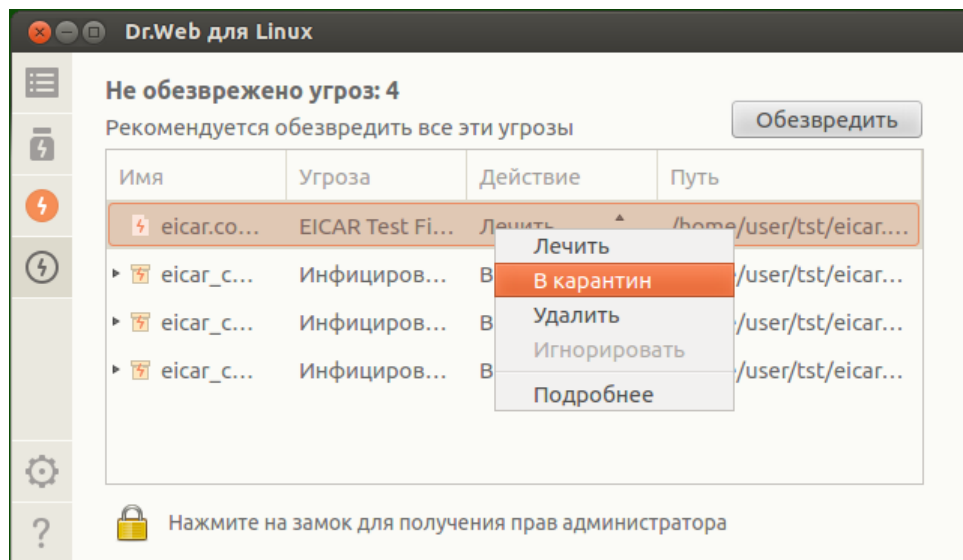 Dr.Web для Linux
Не обезврежено угроз: 4
Рекомендуется обезвредить все эти угрозы
Обезвредить
Имя Угроза Действие Путь
eicar.co... EICAR Test Fi... Лечить /home/user/tst/eicar....
Лечить
eicar_c... Инфициров... В /user/tst/eicar...
В карантин
eicar_c... Инфициров... В /user/tst/eicar...
Удалить
Игнорировать
eicar_c... Инфициров... В /user/tst/eicar...
Подробнее
Нажмите на замок для получения прав администратора
?